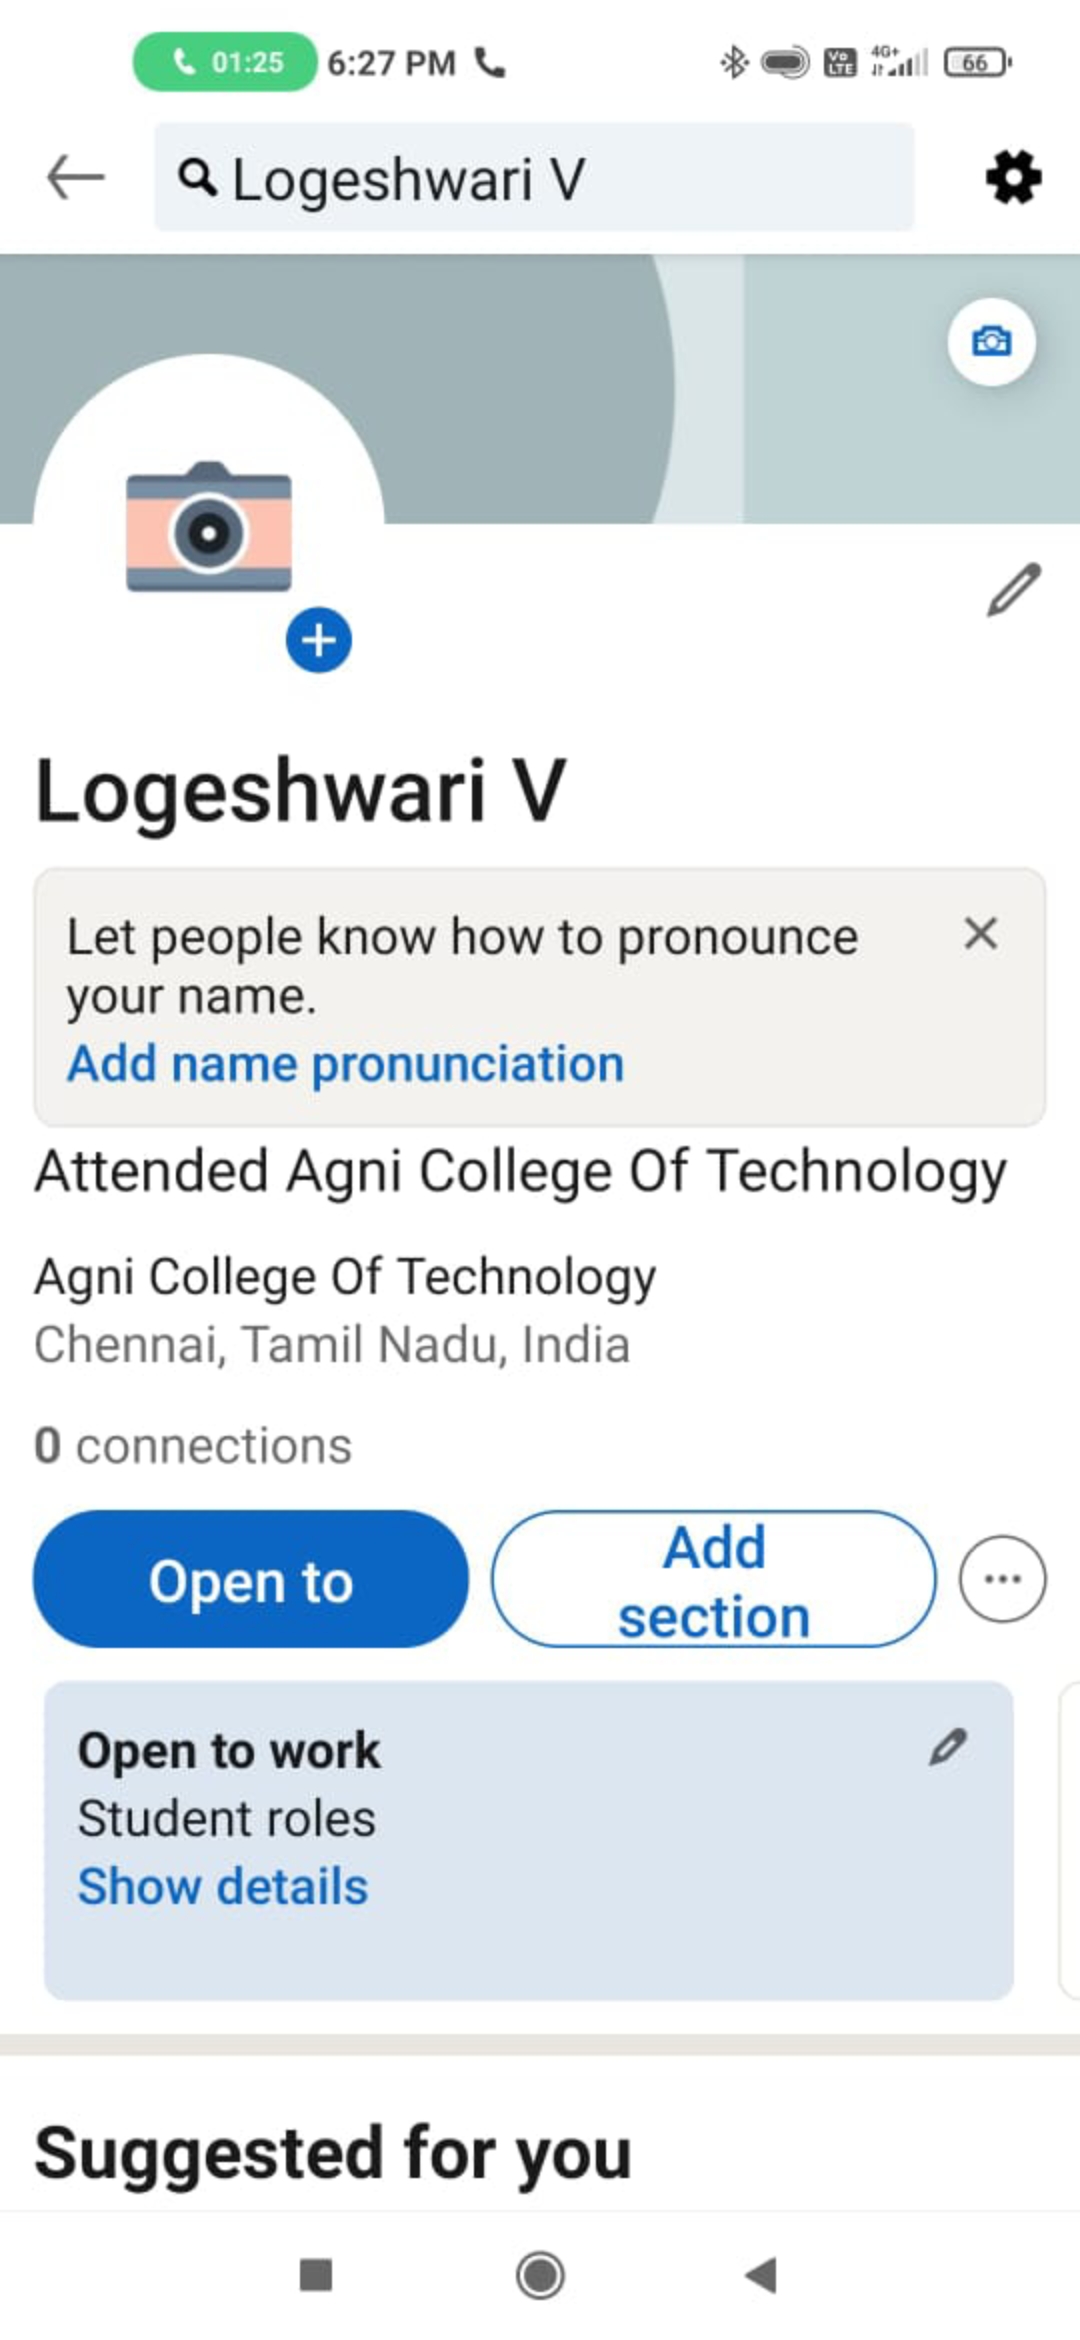 01:25 6:27 PM Vo LTE 4G+ 66
Logeshwari V
Logeshwari V
Let people know how to pronounce
your name.
Add name pronunciation
Attended Agni College Of Technology
Agni College Of Technology
Chennai, Tamil Nadu, India
0 connections
Open to
Add
section
Open to work
Student roles
Show details
Suggested for you